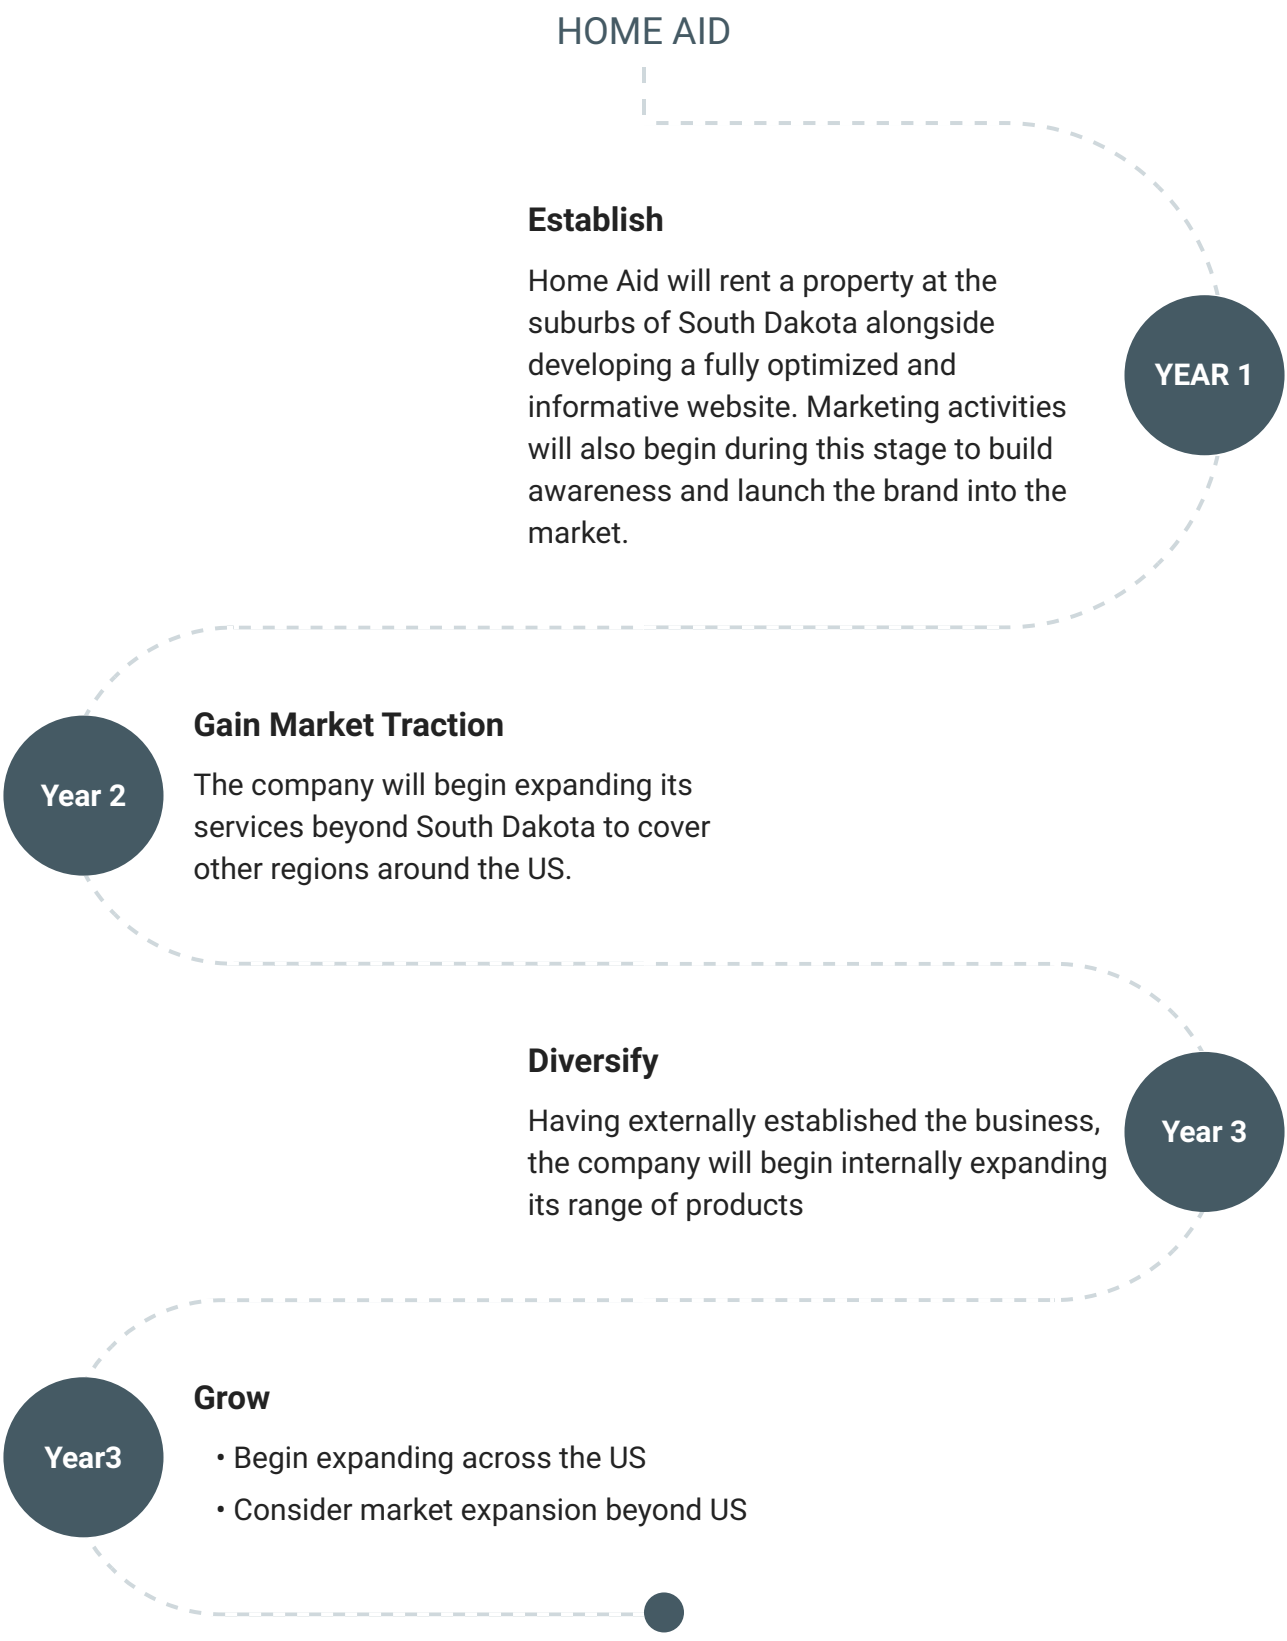 HOME AID
Establish
Home Aid will rent a property at the
suburbs of South Dakota alongside
developing a fully optimized and
informative website. Marketing activities
will also begin during this stage to build
awareness and launch the brand into the
market.
YEAR 1
Gain Market Traction
The company will begin expanding its
services beyond South Dakota to cover
other regions around the US.
Year 2
Diversify
Having externally established the business,
the company will begin internally expanding
its range of products
Year 3
Grow
• Begin expanding across the US
• Consider market expansion beyond US
Year3